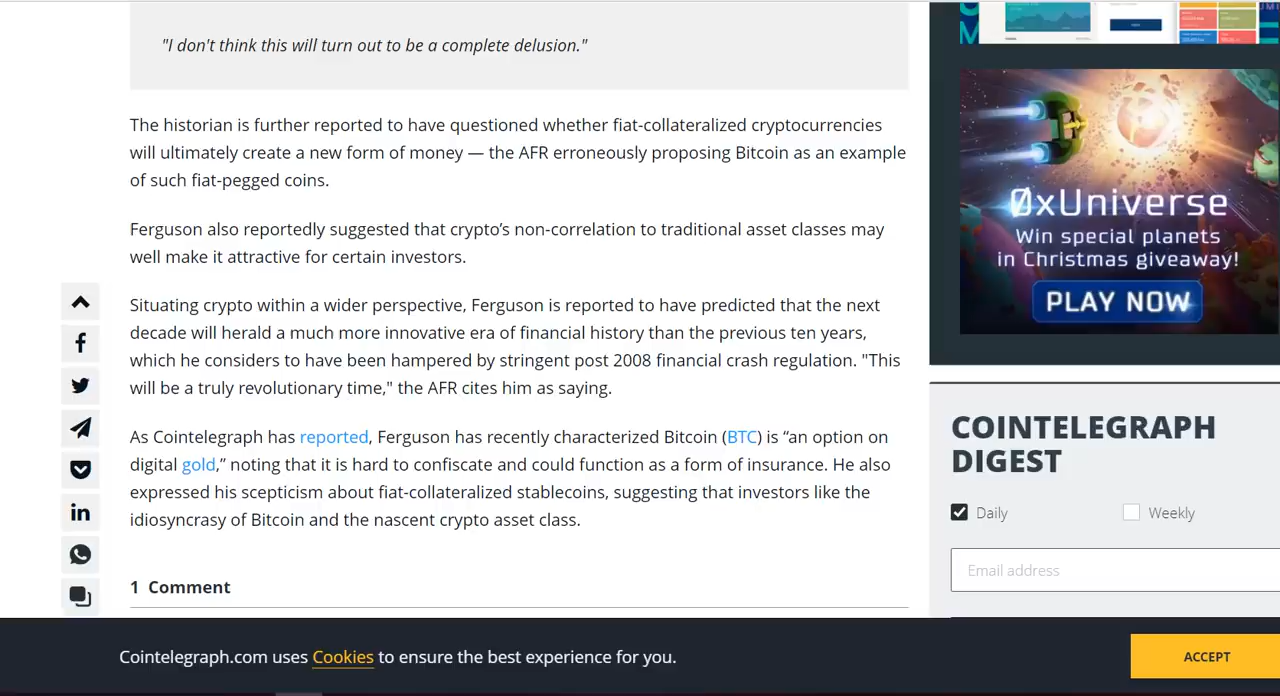 "I don't think this will turn out to be a complete delusion."
The historian is further reported to have questioned whether fiat-collateralized cryptocurrencies
will ultimately create a new form of money — the AFR erroneously proposing Bitcoin as an example
of such fiat-pegged coins.
Ferguson also reportedly suggested that crypto’s non-correlation to traditional asset classes may
well make it attractive for certain investors.
Situating crypto within a wider perspective, Ferguson is reported to have predicted that the next
decade will herald a much more innovative era of financial history than the previous ten years,
which he considers to have been hampered by stringent post 2008 financial crash regulation. "This
will be a truly revolutionary time," the AFR cites him as saying.
As Cointelegraph has reported, Ferguson has recently characterized Bitcoin (BTC) is “an option on
digital gold,” noting that it is hard to confiscate and could function as a form of insurance. He also
expressed his scepticism about fiat-collateralized stablecoins, suggesting that investors like the
idiosyncrasy of Bitcoin and the nascent crypto asset class.
1 Comment
0xUniverse
Win special planets
in Christmas giveaway!
PLAY NOW
COINTELEGRAPH
DIGEST
Daily
Weekly
Email address
Cointelegraph.com uses Cookies to ensure the best experience for you.
ACCEPT